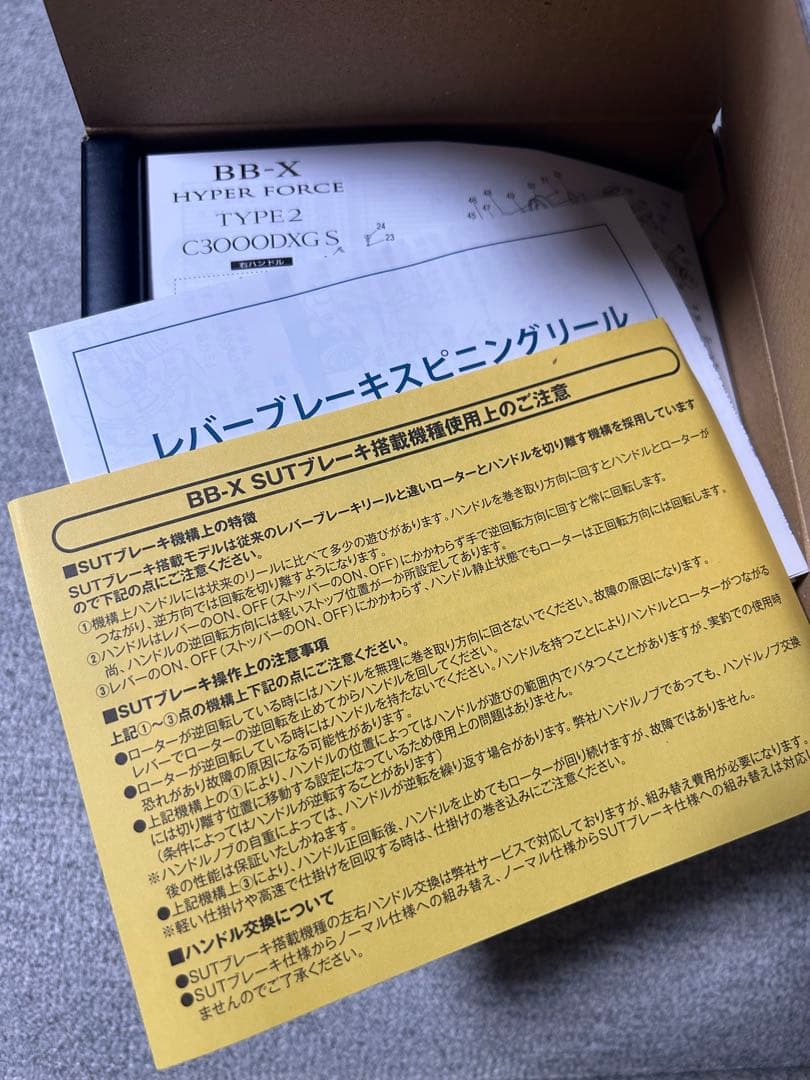 BB-X
HYPER FORCE
TYPE 2
C3000DXG S
右ハンドル
24
23
46
48
49
51
45
47
レバーブレーキスピニングリール
BB-X SUTブレーキ搭載機種使用上のご注意
■SUTブレーキ機構上の特徴
SUTブレーキ搭載モデルは従来のレバーブレーキリールと違いローターとハンドルを切り離す機構を採用しています
ので下記の点にご注意ください。
①機構上ハンドルには状来のリールに比べて多少の遊びがあります。ハンドルを巻き取り方向に回すとハンドルとローターが
つながり、逆方向では回転を切り離すようになります。
②ハンドルはレバーのON、OFF(ストッパーのON、OFF)にかかわらず手で逆回転方向に回すと常に回転します。
尚、ハンドルの逆回転方向には軽いストップ位置が一か所設定してあります。
③レバーのON、OFF(ストッパーのON、OFF)にかかわらず、ハンドル静止状態でもローターは正回転方向には回転します。
■SUTブレーキ操作上の注意事項
上記①〜③点の機構上下記の点にご注意ください。
●ローターが逆回転している時にはハンドルを無理に巻き取り方向に回さないでください。故障の原因になります。
レバーでローターの逆回転を止めてからハンドルを回してください。
●ローターが逆回転している時にはハンドルを持たないでください。ハンドルを持つことによりハンドルとローターがつながる
恐れがあり故障の原因になる可能性があります。
●上記機構上の①により、ハンドルの位置によってはハンドルが遊びの範囲内でバタつくことがありますが、実釣での使用時
には切り離す位置に移動する設定になっているため使用上の問題はありません。
(条件によってはハンドルが逆転することがあります)
※ハンドルノブの自重によっては、ハンドルが逆転を繰り返す場合があります。弊社ハンドルノブであっても、ハンドルノブ交換
後の性能は保証いたしかねます。
●上記機構上③により、ハンドル正回転後、ハンドルを止めてもローターが回り続けますが、故障ではありません。
※軽い仕掛けや高速で仕掛けを回収する時は、仕掛けの巻き込みにご注意ください。
■ハンドル交換について
●SUTブレーキ搭載機種の左右ハンドル交換は弊社サービスで対応しておりますが、組み替え費用が必要になります。
●SUTブレーキ仕様からノーマル仕様への組み替え、ノーマル仕様からSUTブレーキ仕様への組み替えは対応し
ませんのでご了承ください。